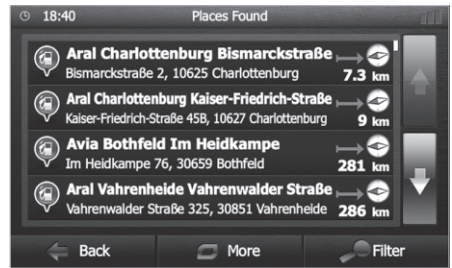 18:40 Places Found
Aral Charlottenburg Bismarckstraße
Bismarckstraße 2, 10625 Charlottenburg 7.3 km
Aral Charlottenburg Kaiser-Friedrich-Straße
Kaiser-Friedrich-Straße 45B, 10627 Charlottenburg 9 km
Avia Bothfeld Im Heidkampe
Im Heidkampe 76, 30659 Bothfeld 281 km
Aral Vahrenheide Vahrenwalder Straße
Vahrenwalder Straße 325, 30851 Vahrenheide 286 km
Back More Filter